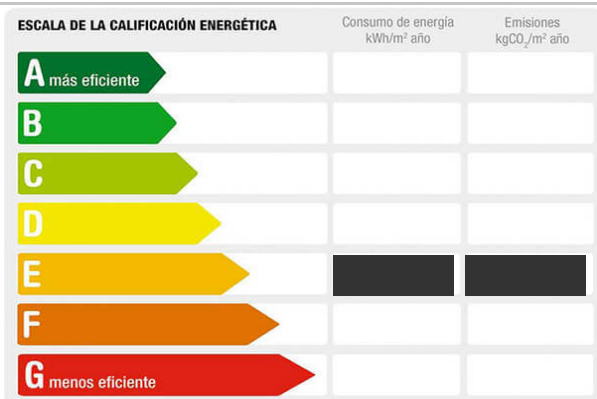 ESCALA DE LA CALIFICACIÓN ENERGÉTICA
Consumo de energía
kWh/m² año
Emisiones
kgCO₂/m² año
A más eficiente
B
C
D
E
F
G menos eficiente